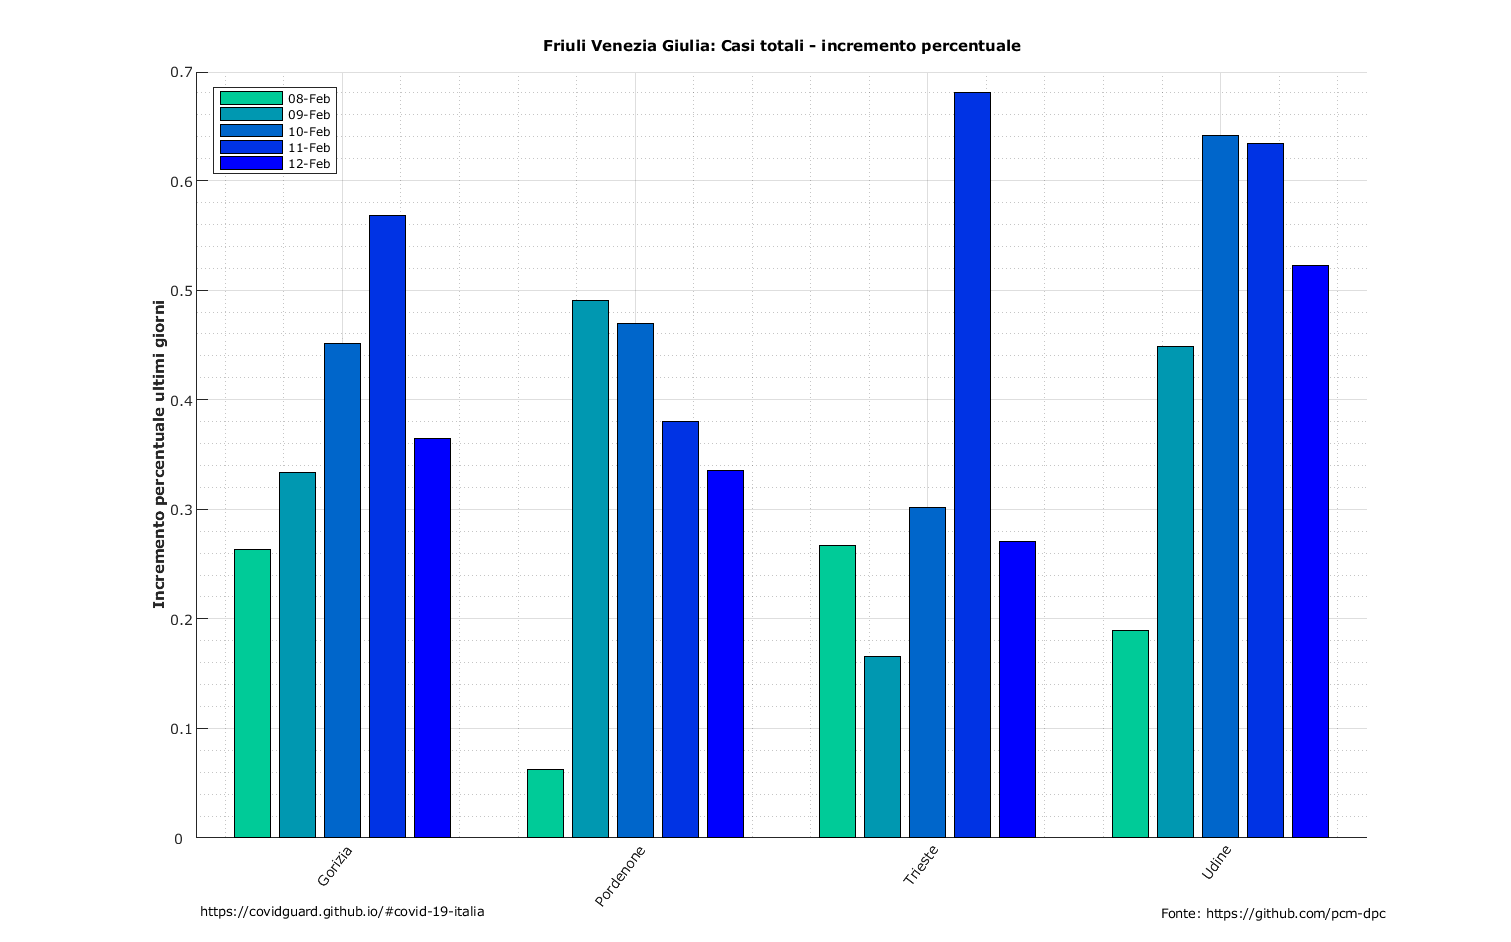 Friuli Venezia Giulia: Casi totali - incremento percentuale
Incremento percentuale ultimi giorni
0.7
0.6
0.5
0.4
0.3
0.2
0.1
0
08-Feb
09-Feb
10-Feb
11-Feb
12-Feb
Gorizia
Pordenone
Trieste
Udine
https://covidguard.github.io/#covid-19-italia
Fonte: https://github.com/pcm-dpc